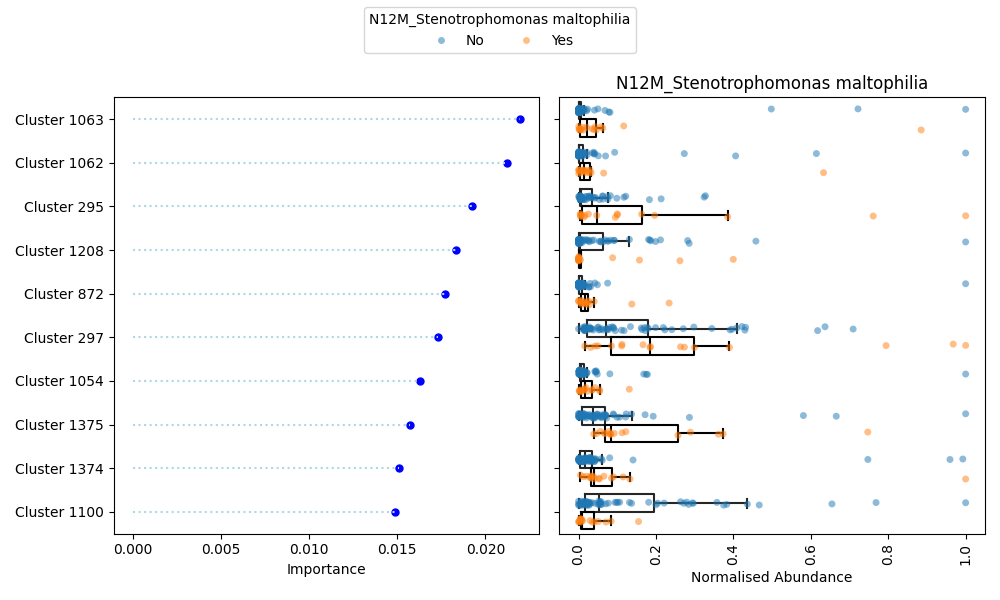 N12M_Stenotrophomonas maltophilia
No Yes
N12M_Stenotrophomonas maltophilia
Cluster 1063
Cluster 1062
Cluster 295
Cluster 1208
Cluster 872
Cluster 297
Cluster 1054
Cluster 1375
Cluster 1374
Cluster 1100
0.000 0.005 0.010 0.015 0.020
Importance
0.0 0.2 0.4 0.6 0.8 1.0
Normalised Abundance